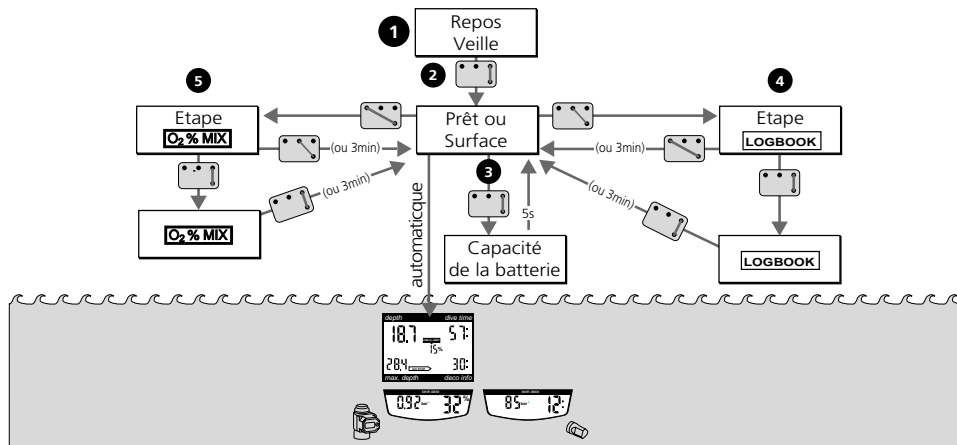 1
Repos
Veille
2
5
4
Etape
O2 % MIX
Prêt ou
Surface
Etape
LOGBOOK
(ou 3min)
(ou 3min)
3
(ou 3min)
(ou 3min)
O2 % MIX
automaticque
5s
Capacité
de la batterie
LOGBOOK
depth
dive time
18.7
57:
15%
28.4
30:
max. depth
deco info
0.92 bar
32%
85 bar
12: